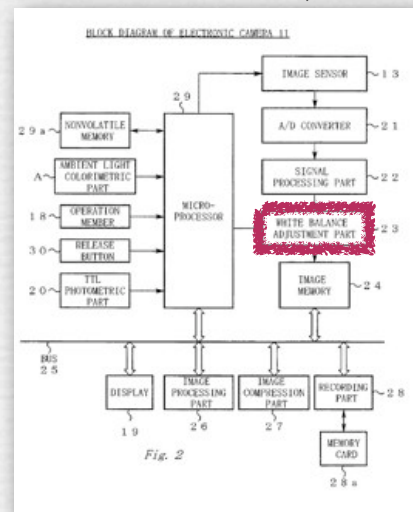 BLOCK DIAGRAM OF ELECTRONIC CAMERA 11
29
IMAGE SENSOR
13
29a
NONVOLATILE
MEMORY
A/D CONVERTER
21
A
AMBIENT LIGHT
COLORIMETRIC
PART
SIGNAL
PROCESSING PART
22
MICRO-
PROCESSOR
18
OPERATION
MEMBER
WHITE BALANCE
ADJUSTMENT PART
23
30
RELEASE
BUTTON
20
TTL
PHOTOMETRIC
PART
IMAGE
MEMORY
24
BUS
25
DISPLAY
19
IMAGE
PROCESSING
PART
26
IMAGE
COMPRESSION
PART
27
RECORDING
PART
28
MEMORY
CARD
28a
Fig. 2